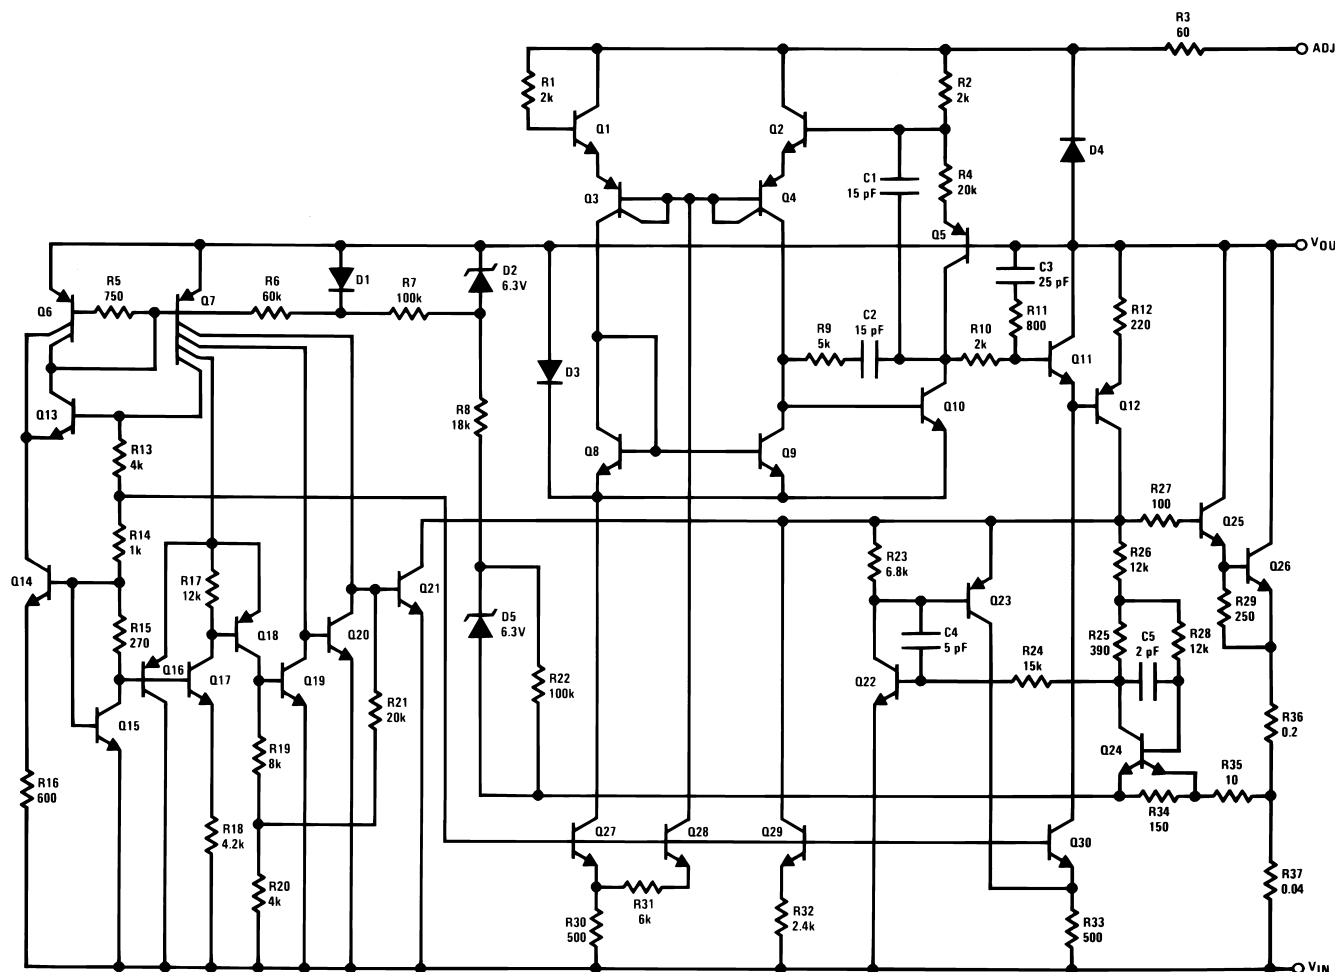 R3
60
ADJ
R1
2k
Q1
Q2
R2
2k
D4
C1
15 pF
R4
20k
Q3
Q4
Q5
VOU
R5
750
Q6
Q7
R6
60k
D1
R7
100k
D2
6.3V
C3
25 pF
R11
800
R12
220
R9
5k
C2
15 pF
R10
2k
Q11
D3
Q12
Q13
R8
18k
Q10
R13
4k
Q8
Q9
R27
100
Q25
R14
1k
R23
6.8k
R26
12k
Q26
Q14
R17
12k
Q21
Q23
R29
250
R15
270
Q18
Q20
D5
6.3V
C4
5 pF
R25
390
C5
2 pF
R28
12k
Q16
Q17
Q19
R22
100k
R24
15k
Q22
R21
20k
Q15
R36
0.2
R19
8k
Q24
R16
600
R35
10
R34
150
R18
4.2k
Q27
Q28
Q29
Q30
R20
4k
R31
6k
R37
0.04
R30
500
R32
2.4k
R33
500
VIN